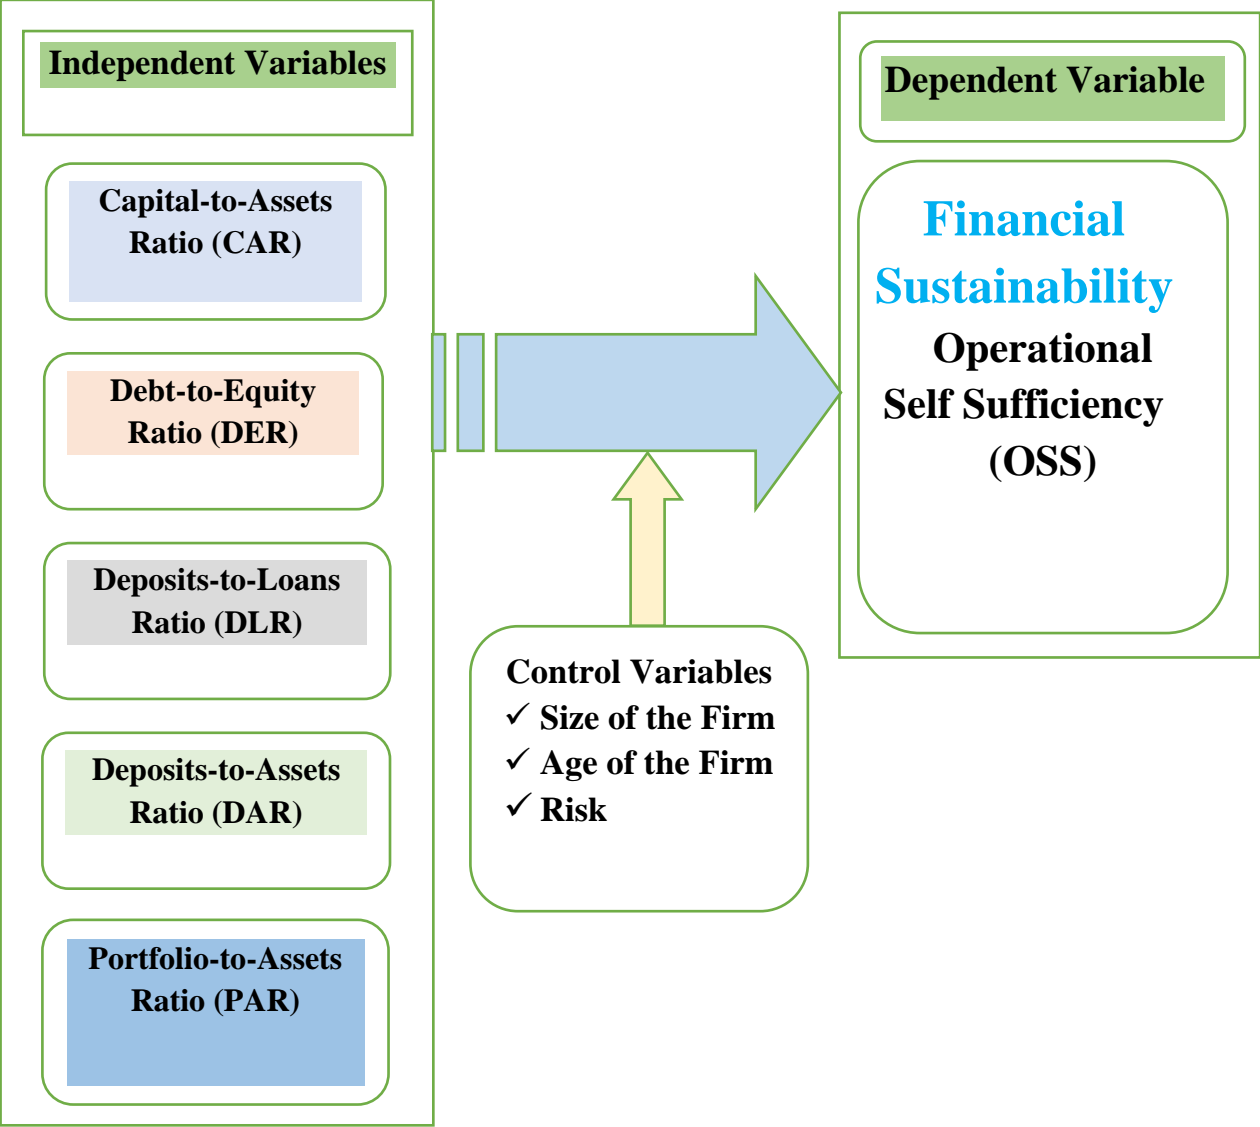 Independent Variables
Capital-to-Assets
Ratio (CAR)
Debt-to-Equity
Ratio (DER)
Deposits-to-Loans
Ratio (DLR)
Deposits-to-Assets
Ratio (DAR)
Portfolio-to-Assets
Ratio (PAR)
Control Variables
✓ Size of the Firm
✓ Age of the Firm
✓ Risk
Dependent Variable
Financial
Sustainability
Operational
Self Sufficiency
(OSS)